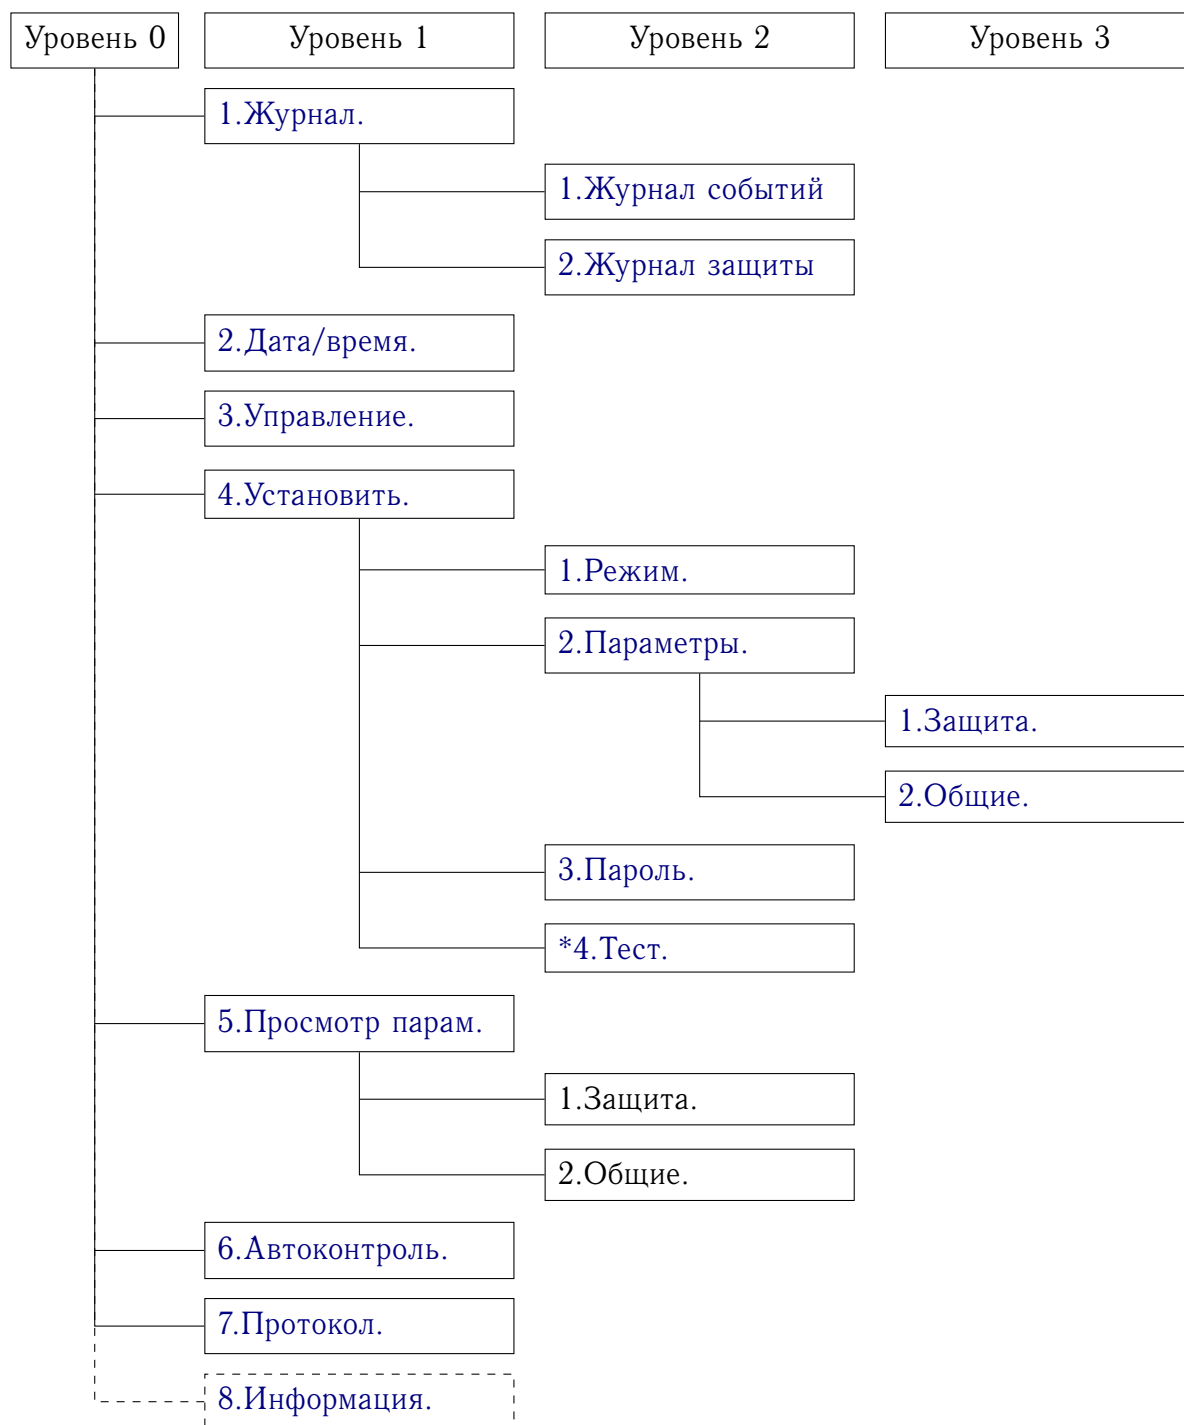 Уровень 0 Уровень 1 Уровень 2 Уровень 3
1.Журнал.
1.Журнал событий
2.Журнал защиты
2.Дата/время.
3.Управление.
4.Установить.
1.Режим.
2.Параметры.
1.Защита.
2.Общие.
3.Пароль.
*4.Тест.
5.Просмотр парам.
1.Защита.
2.Общие.
6.Автоконтроль.
7.Протокол.
8.Информация.